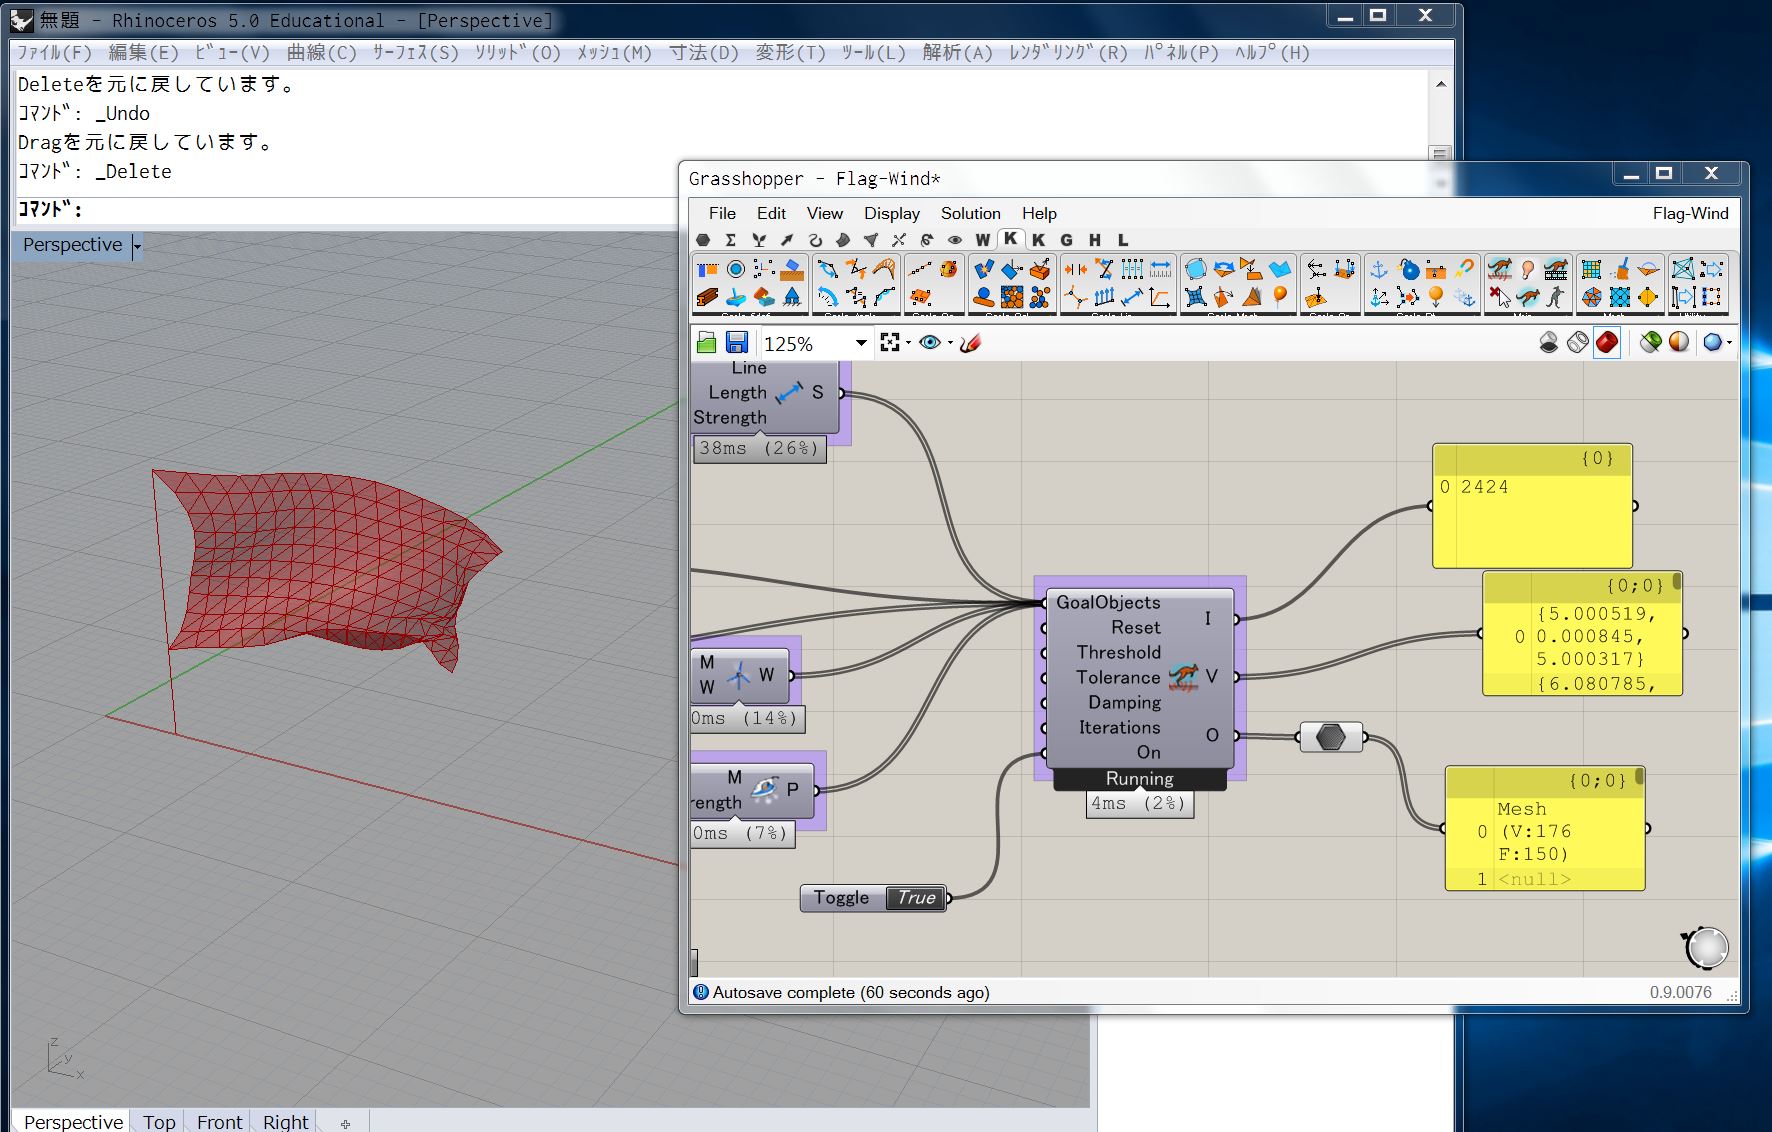 無題 - Rhinoceros 5.0 Educational - [Perspective]
ﾌｧｲﾙ(F) 編集(E) ﾋﾞｭｰ(V) 曲線(C) ｻｰﾌｪｽ(S) ｿﾘｯﾄﾞ(O) ﾒｯｼｭ(M) 寸法(D) 変形(T) ﾂｰﾙ(L) 解析(A) ﾚﾝﾀﾞﾘﾝｸﾞ(R) ﾊﾟﾈﾙ(P) ﾍﾙﾌﾟ(H)
Deleteを元に戻しています。
ｺﾏﾝﾄﾞ: _Undo
Dragを元に戻しています。
ｺﾏﾝﾄﾞ: _Delete
ｺﾏﾝﾄﾞ:
Perspective
z
y
x
Perspective Top Front Right
Grasshopper - Flag-Wind*
File Edit View Display Solution Help Flag-Wind
Σ W K K G H L
125%
Line
Length S
Strength
38ms (26%)
M
W W
0ms (14%)
M
rength P
0ms (7%)
Toggle True
GoalObjects
Reset
Threshold
Tolerance
Damping
Iterations
On
I
V
O
Running
4ms (2%)
{0}
0 2424
{0;0}
{5.000519,
0 0.000845,
5.000317}
{6.080785,
{0;0}
Mesh
0 (V:176
F:150)
1 <null>
Autosave complete (60 seconds ago) 0.9.0076